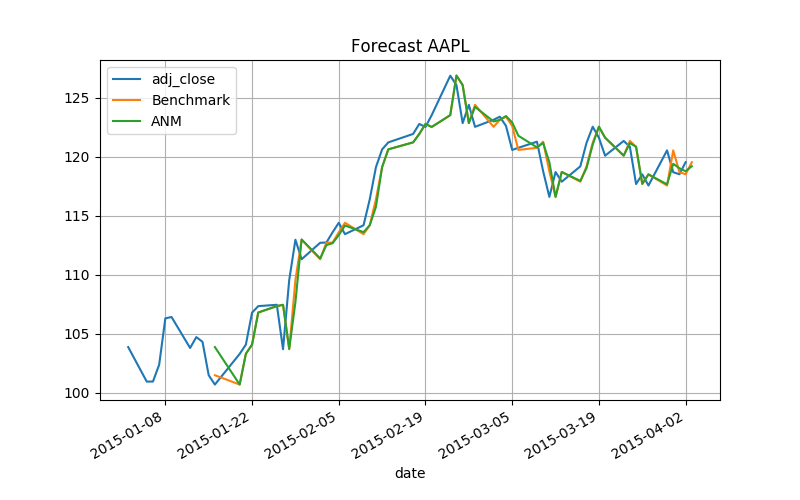 Forecast AAPL
adj_close
Benchmark
ANM
125
120
115
110
105
100
2015-01-08
2015-01-22
2015-02-05
2015-02-19
2015-03-05
2015-03-19
2015-04-02
date